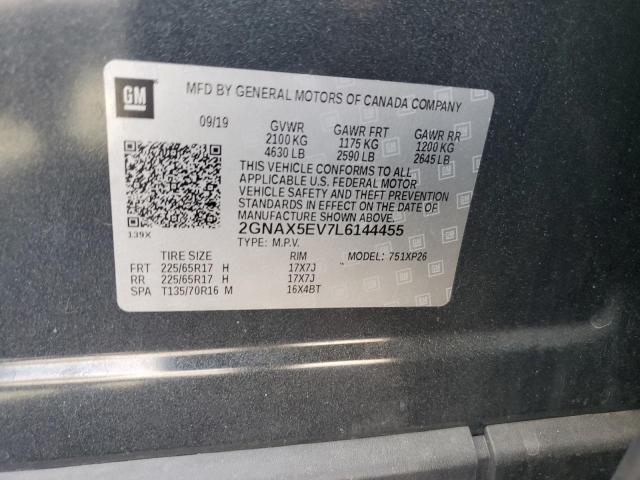 GM
MFD BY GENERAL MOTORS OF CANADA COMPANY
09/19 GVWR GAWR FRT GAWR RR
2100 KG 1175 KG 1200 KG
4630 LB 2590 LB 2645 LB
THIS VEHICLE CONFORMS TO ALL
APPLICABLE U.S. FEDERAL MOTOR
VEHICLE SAFETY AND THEFT PREVENTION
STANDARDS IN EFFECT ON THE DATE OF
MANUFACTURE SHOWN ABOVE.
139X 2GNAX5EV7L6144455
TYPE: M.P.V. MODEL: 751XP26
TIRE SIZE RIM
FRT 225/65R17 H 17X7J
RR 225/65R17 H 17X7J
SPA T135/70R16 M 16X4BT